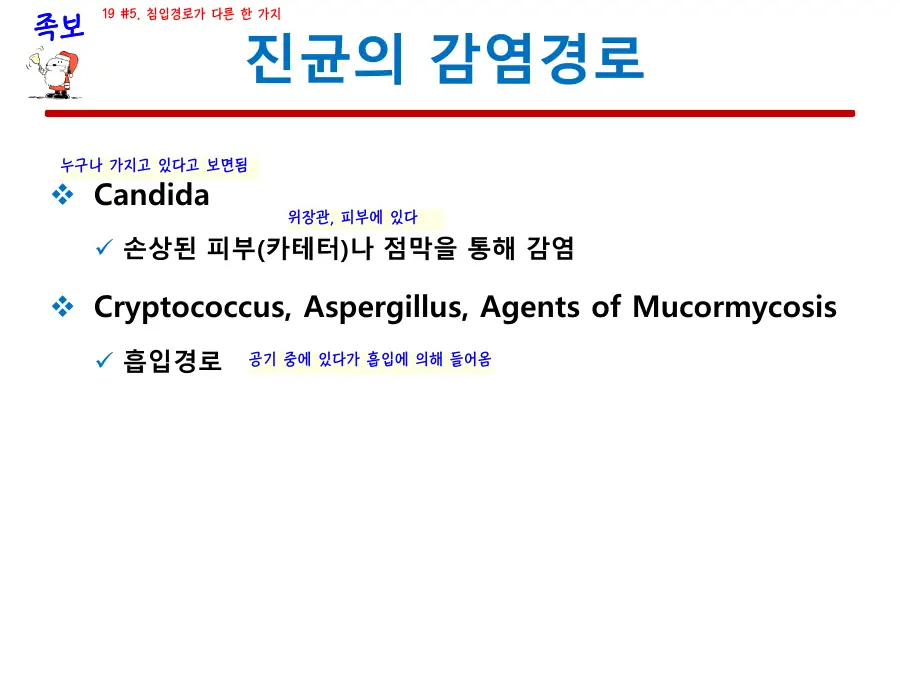 족보
19 #5. 침입경로가 다른 한 가지
진균의 감염경로
누구나 가지고 있다고 보면됨
❖ Candida
위장관, 피부에 있다
✓ 손상된 피부(카테터)나 점막을 통해 감염
❖ Cryptococcus, Aspergillus, Agents of Mucormycosis
✓ 흡입경로 공기 중에 있다가 흡입에 의해 들어옴